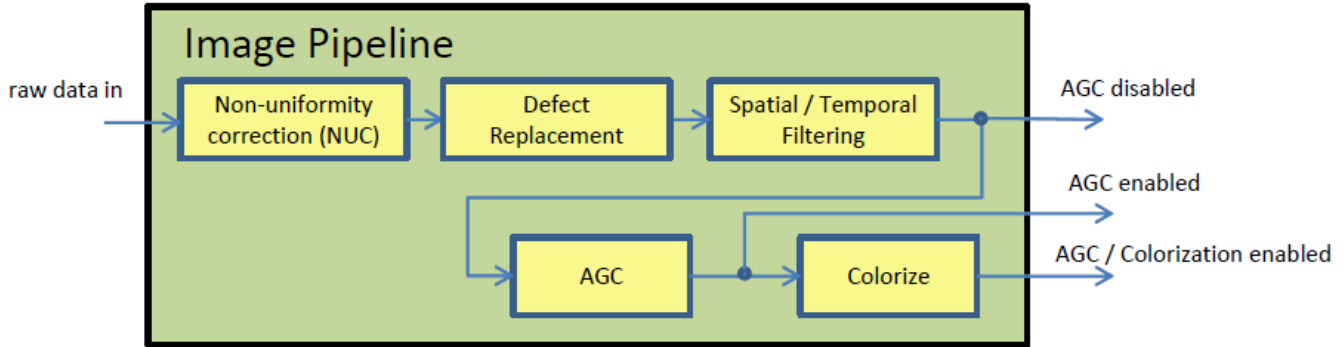 Image Pipeline
raw data in
Non-uniformity
correction (NUC)
Defect
Replacement
Spatial / Temporal
Filtering
AGC disabled
AGC enabled
AGC
Colorize
AGC / Colorization enabled